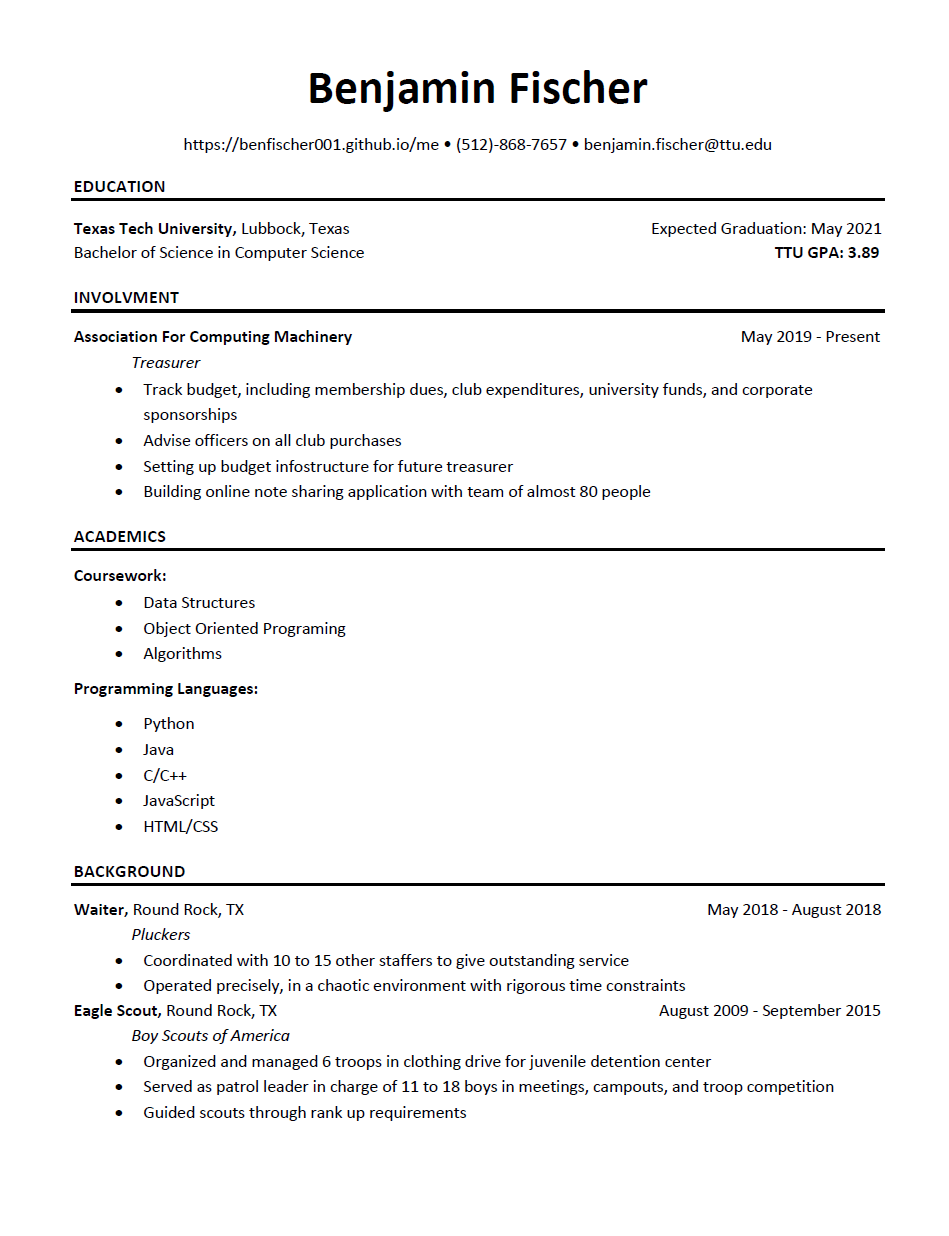 Benjamin Fischer
https://benfischer001.github.io/me • (512)-868-7657 • benjamin.fischer@ttu.edu
EDUCATION
Texas Tech University, Lubbock, Texas Expected Graduation: May 2021
Bachelor of Science in Computer Science TTU GPA: 3.89
INVOLVMENT
Association For Computing Machinery May 2019 - Present
Treasurer
• Track budget, including membership dues, club expenditures, university funds, and corporate
sponsorships
• Advise officers on all club purchases
• Setting up budget infostructure for future treasurer
• Building online note sharing application with team of almost 80 people
ACADEMICS
Coursework:
• Data Structures
• Object Oriented Programing
• Algorithms
Programming Languages:
• Python
• Java
• C/C++
• JavaScript
• HTML/CSS
BACKGROUND
Waiter, Round Rock, TX May 2018 - August 2018
Pluckers
• Coordinated with 10 to 15 other staffers to give outstanding service
• Operated precisely, in a chaotic environment with rigorous time constraints
Eagle Scout, Round Rock, TX August 2009 - September 2015
Boy Scouts of America
• Organized and managed 6 troops in clothing drive for juvenile detention center
• Served as patrol leader in charge of 11 to 18 boys in meetings, campouts, and troop competition
• Guided scouts through rank up requirements